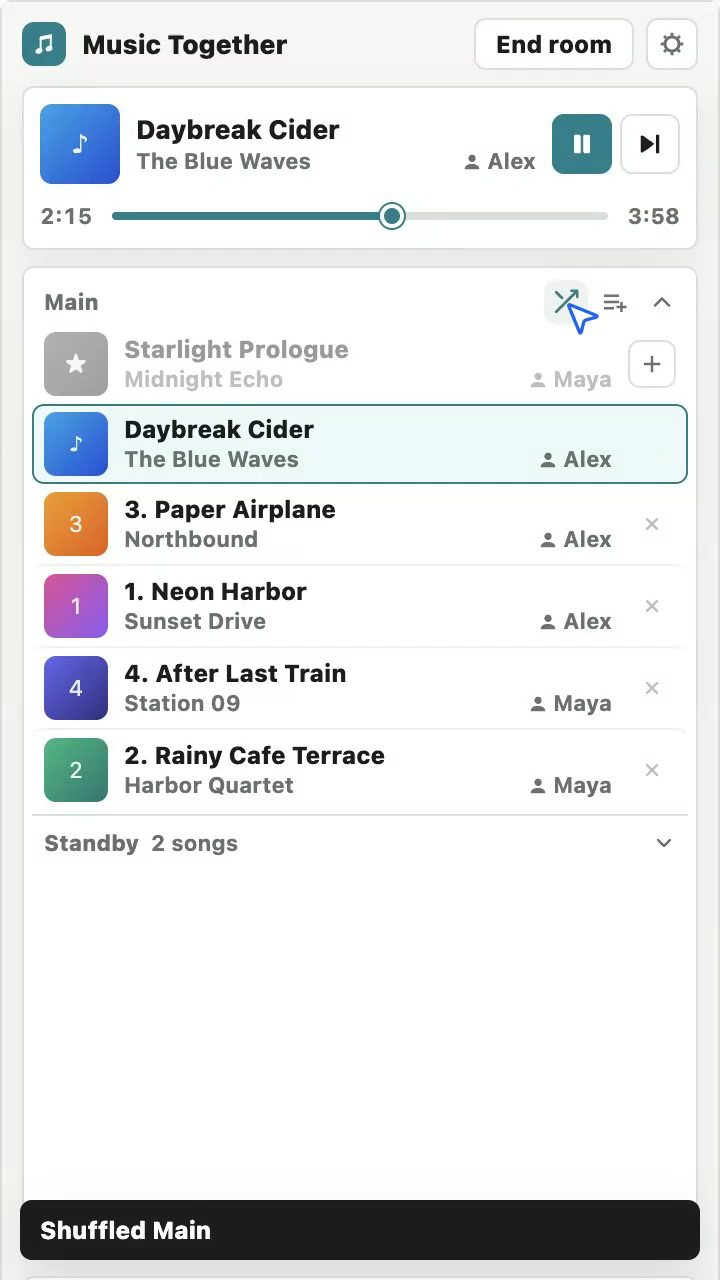 Music Together
End room
Daybreak Cider
The Blue Waves
Alex
2:15
3:58
Main
Starlight Prologue
Midnight Echo
Maya
Daybreak Cider
The Blue Waves
Alex
3
3. Paper Airplane
Northbound
Alex
1
1. Neon Harbor
Sunset Drive
Alex
4
4. After Last Train
Station 09
Maya
2
2. Rainy Cafe Terrace
Harbor Quartet
Maya
Standby 2 songs
Shuffled Main